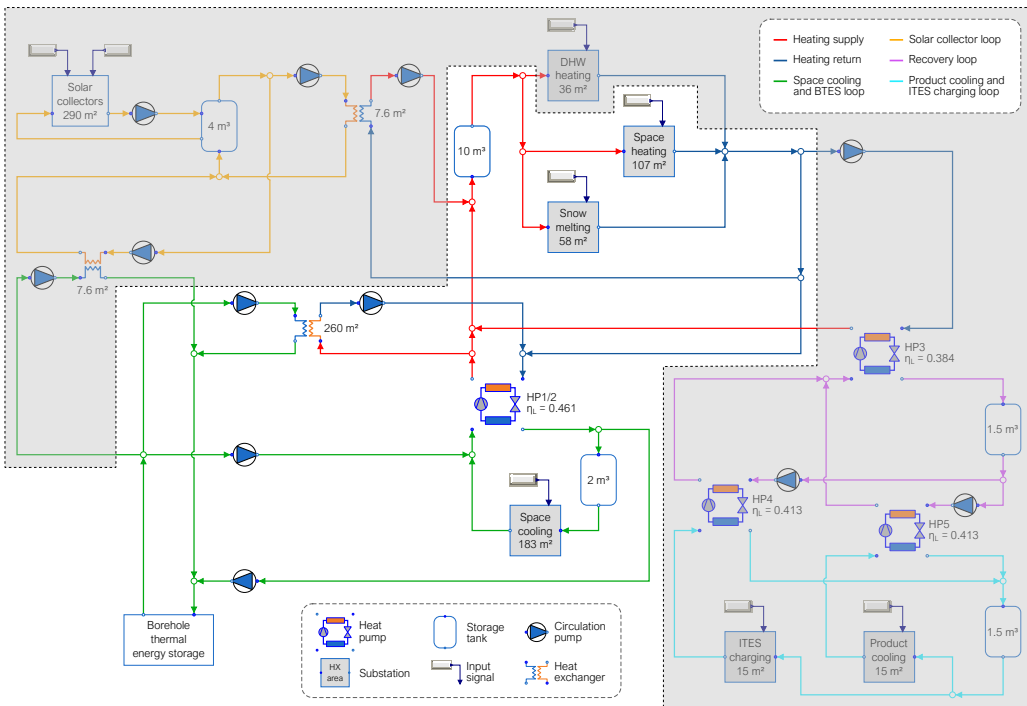 Solar
collectors
290 m²
4 m³
7.6 m²
7.6 m²
10 m³
DHW
heating
36 m²
Space
heating
107 m²
Snow
melting
58 m²
Heating supply
Heating return
Space cooling
and BTES loop
Solar collector loop
Recovery loop
Product cooling and
ITES charging loop
260 m²
HP1/2
η_L = 0.461
HP3
η_L = 0.384
1.5 m³
2 m³
Space
cooling
183 m²
HP4
η_L = 0.413
HP5
η_L = 0.413
1.5 m³
ITES
charging
15 m²
Product
cooling
15 m²
Borehole
thermal
energy storage
Heat
pump
Storage
tank
Circulation
pump
HX
area
Substation
Input
signal
Heat
exchanger